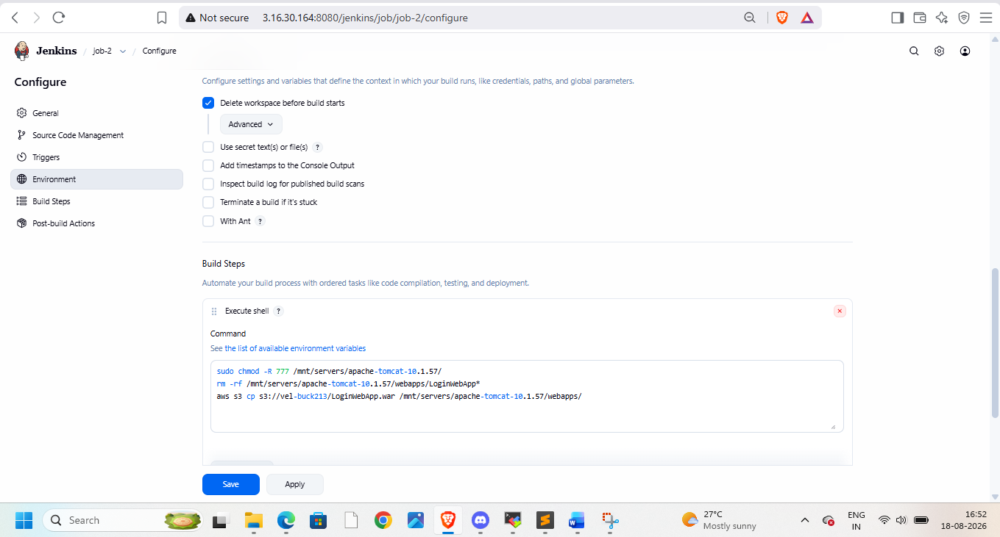 Not secure 3.16.30.164:8080/jenkins/job/job-2/configure
Jenkins / job-2 / Configure
Configure
General
Source Code Management
Triggers
Environment
Build Steps
Post-build Actions
Configure settings and variables that define the context in which your build runs, like credentials, paths, and global parameters.
Delete workspace before build starts
Advanced
Use secret text(s) or file(s) ?
Add timestamps to the Console Output
Inspect build log for published build scans
Terminate a build if it's stuck
With Ant ?
Build Steps
Automate your build process with ordered tasks like code compilation, testing, and deployment.
Execute shell ?
Command
See the list of available environment variables
sudo chmod -R 777 /mnt/servers/apache-tomcat-10.1.57/
rm -rf /mnt/servers/apache-tomcat-10.1.57/webapps/LoginWebApp*
aws s3 cp s3://vel-buck213/LoginWebApp.war /mnt/servers/apache-tomcat-10.1.57/webapps/
Save
Apply
Search
27°C
Mostly sunny
ENG
IN
16:52
18-08-2026